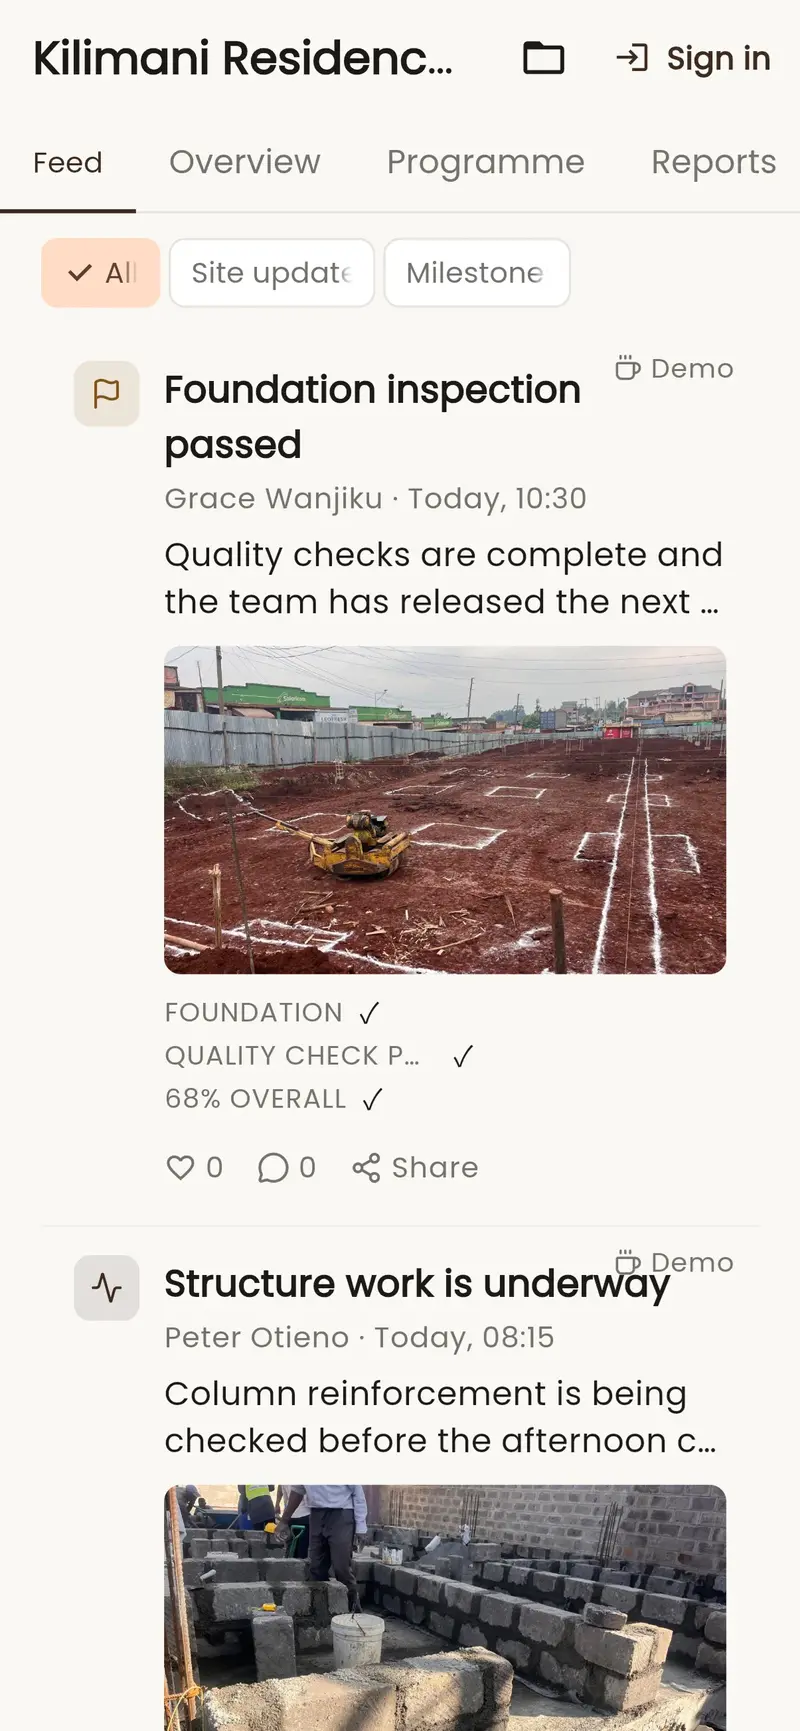 Kilimani Residenc...
Sign in
Feed
Overview
Programme
Reports
All
Site update
Milestone
Demo
Foundation inspection
passed
Grace Wanjiku · Today, 10:30
Quality checks are complete and
the team has released the next ...
FOUNDATION ✓
QUALITY CHECK P... ✓
68% OVERALL ✓
0
0
Share
Demo
Structure work is underway
Peter Otieno · Today, 08:15
Column reinforcement is being
checked before the afternoon c...